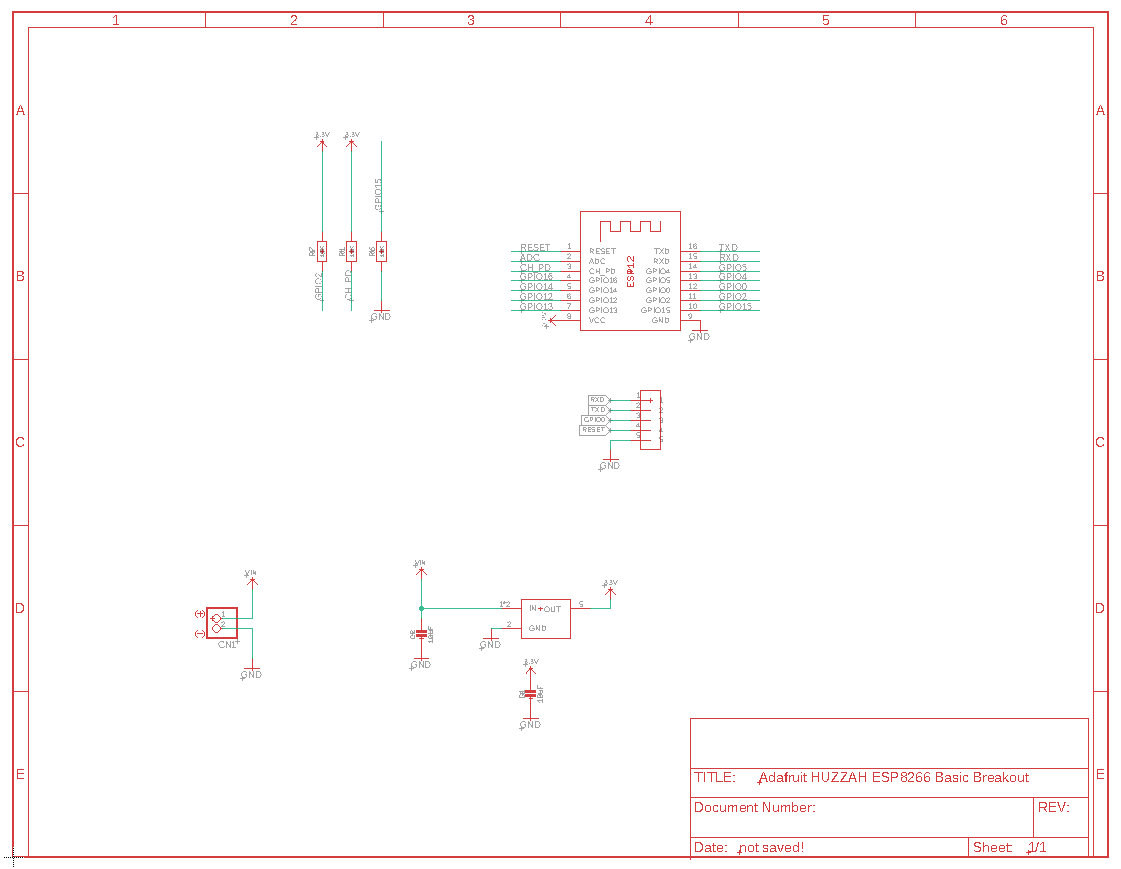 1 2 3 4 5 6
A A
3.3V 3.3V
GPIO15
B B
10K 10K 10K
GPIO2 CH_PD
GND
ESP12
RESET 1 RESET TXD 16 TXD
ADC 2 ADC RXD 15 RXD
CH_PD 3 CH_PD GPIO4 14 GPIO5
GPIO16 4 GPIO16 GPIO5 13 GPIO4
GPIO14 5 GPIO14 GPIO0 12 GPIO0
GPIO12 6 GPIO12 GPIO2 11 GPIO2
GPIO13 7 GPIO13 GPIO15 10 GPIO15
3.3V 8 VCC GND 9
GND
RXD 1 1
TXD 2 2
GPIO0 3 3
RESET 4 4
5 5
GND
C C
VIN
(+) 1
(-) 2
CN1
GND
VIN
10uF
GND
1*2 IN OUT 5
2 GND
GND
3.3V
3.3V
10uF
GND
D D
E E
TITLE: Adafruit HUZZAH ESP8266 Basic Breakout
Document Number: REV:
Date: not saved! Sheet: 1/1